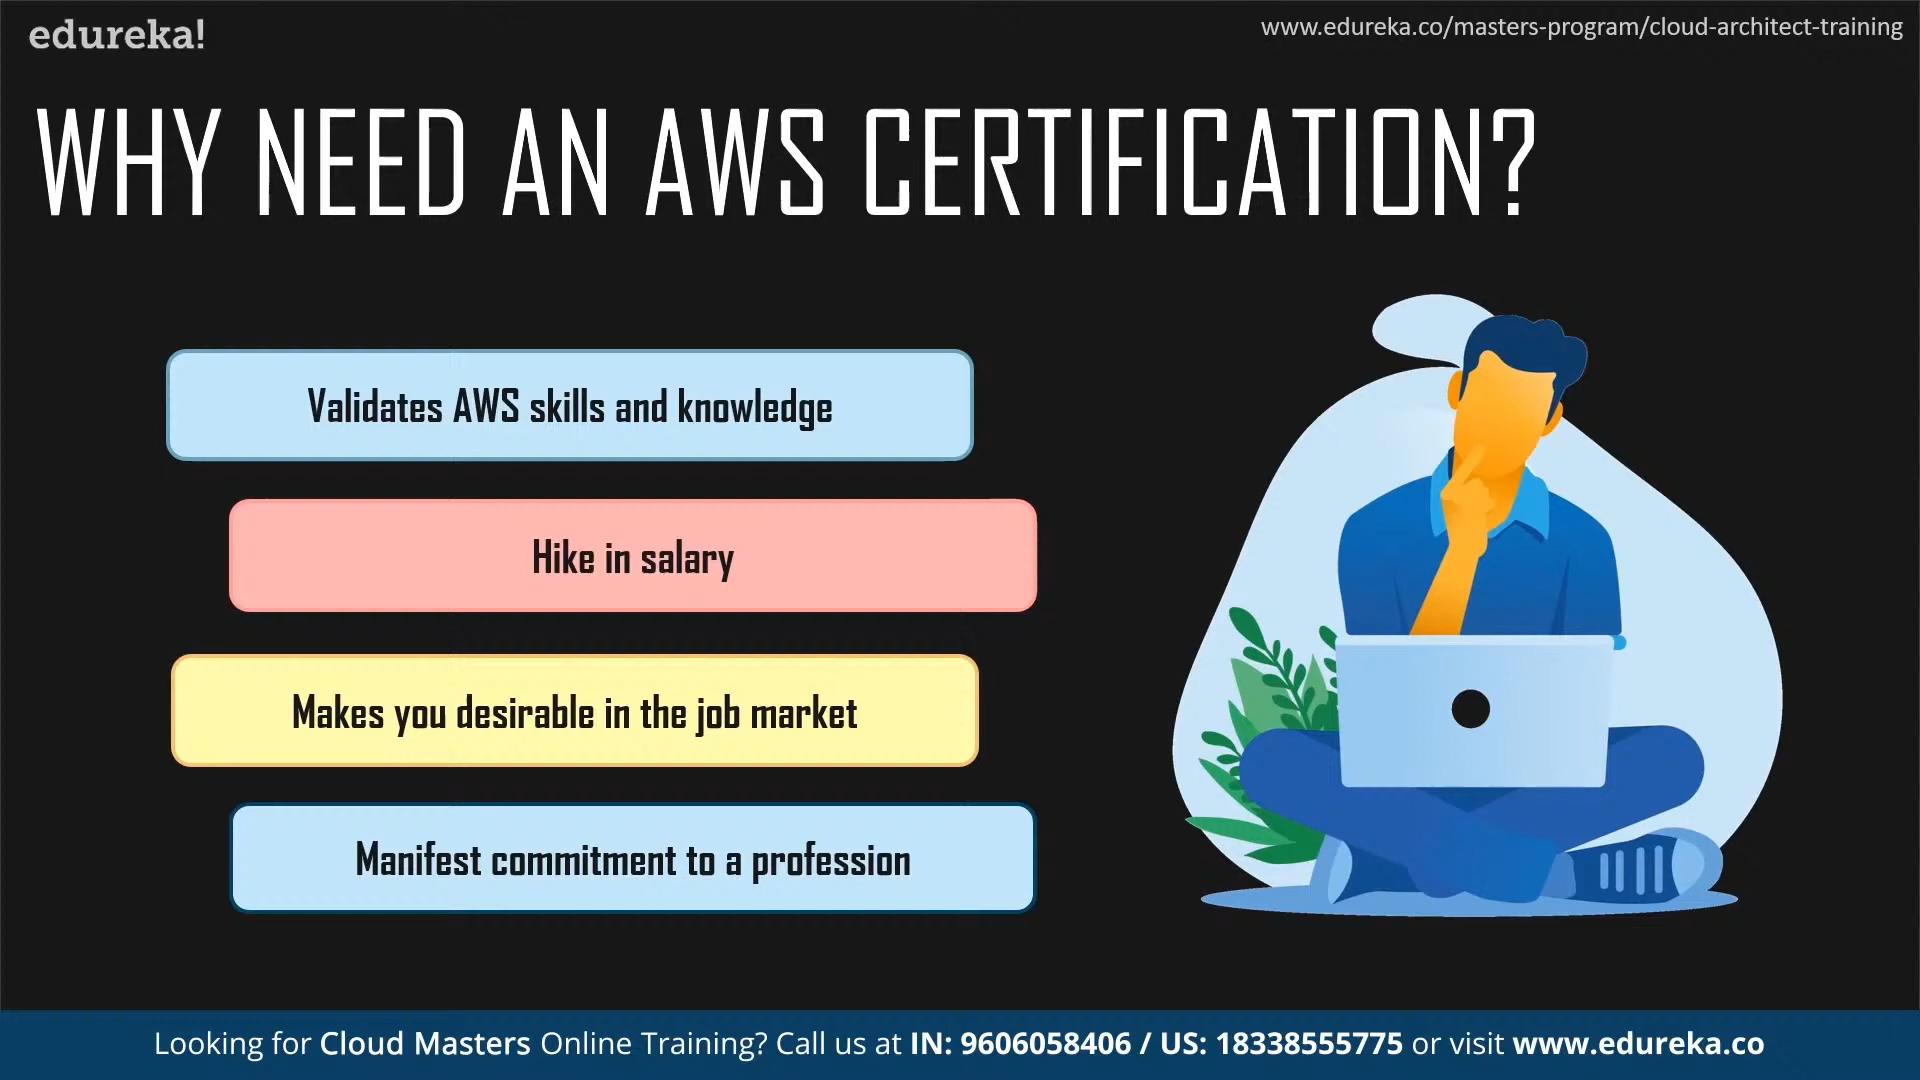 edureka!
www.edureka.co/masters-program/cloud-architect-training
WHY NEED AN AWS CERTIFICATION?
Validates AWS skills and knowledge
Hike in salary
Makes you desirable in the job market
Manifest commitment to a profession
Looking for Cloud Masters Online Training? Call us at IN: 9606058406 / US: 18338555775 or visit www.edureka.co